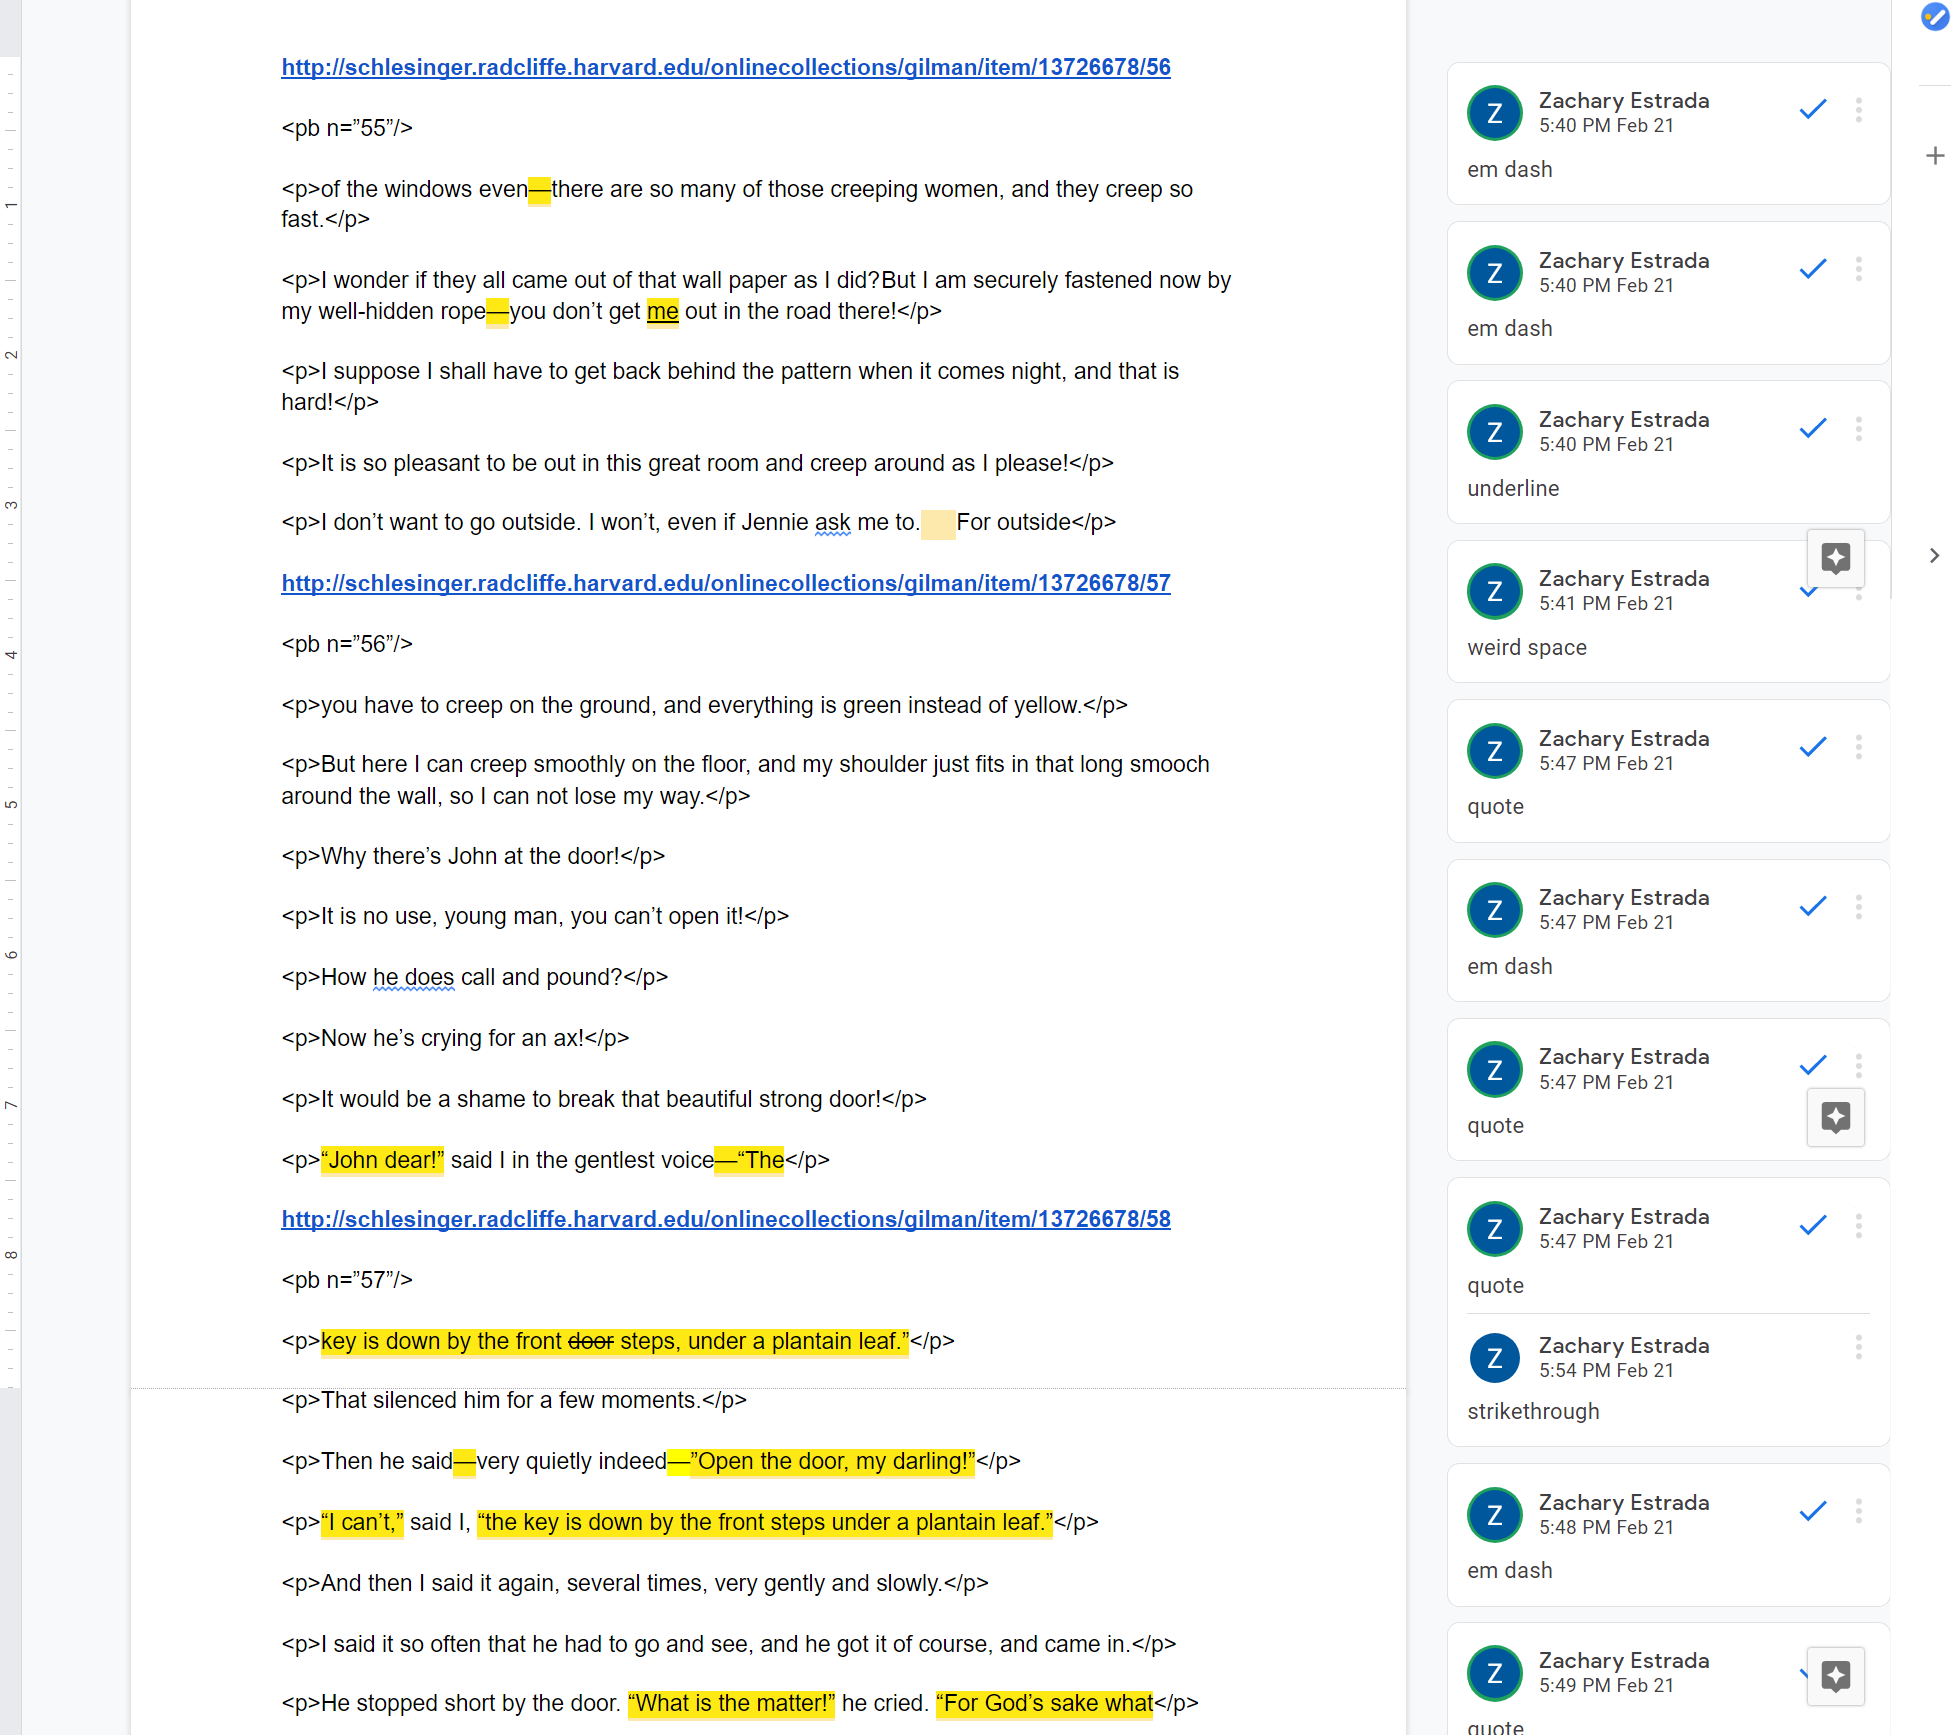 http://schlesinger.radcliffe.harvard.edu/onlinecollections/gilman/item/13726678/56
<pb n=”55”/>
<p>of the windows even—there are so many of those creeping women, and they creep so
fast.</p>
<p>I wonder if they all came out of that wall paper as I did?But I am securely fastened now by
my well-hidden rope—you don’t get me out in the road there!</p>
<p>I suppose I shall have to get back behind the pattern when it comes night, and that is
hard!</p>
<p>It is so pleasant to be out in this great room and creep around as I please!</p>
<p>I don’t want to go outside. I won’t, even if Jennie ask me to.     For outside</p>
http://schlesinger.radcliffe.harvard.edu/onlinecollections/gilman/item/13726678/57
<pb n=”56”/>
<p>you have to creep on the ground, and everything is green instead of yellow.</p>
<p>But here I can creep smoothly on the floor, and my shoulder just fits in that long smooch
around the wall, so I can not lose my way.</p>
<p>Why there’s John at the door!</p>
<p>It is no use, young man, you can’t open it!</p>
<p>How he does call and pound?</p>
<p>Now he’s crying for an ax!</p>
<p>It would be a shame to break that beautiful strong door!</p>
<p>“John dear!” said I in the gentlest voice—“The</p>
http://schlesinger.radcliffe.harvard.edu/onlinecollections/gilman/item/13726678/58
<pb n=”57”/>
<p>key is down by the front door steps, under a plantain leaf.”</p>
<p>That silenced him for a few moments.</p>
<p>Then he said—very quietly indeed—”Open the door, my darling!”</p>
<p>“I can’t,” said I, “the key is down by the front steps under a plantain leaf.”</p>
<p>And then I said it again, several times, very gently and slowly.</p>
<p>I said it so often that he had to go and see, and he got it of course, and came in.</p>
<p>He stopped short by the door. “What is the matter!” he cried. “For God’s sake what</p>
1
2
3
4
5
6
7
8
Z
Zachary Estrada
5:40 PM Feb 21
em dash
Z
Zachary Estrada
5:40 PM Feb 21
em dash
Z
Zachary Estrada
5:40 PM Feb 21
underline
Z
Zachary Estrada
5:41 PM Feb 21
weird space
Z
Zachary Estrada
5:47 PM Feb 21
quote
Z
Zachary Estrada
5:47 PM Feb 21
em dash
Z
Zachary Estrada
5:47 PM Feb 21
quote
Z
Zachary Estrada
5:47 PM Feb 21
quote
Z
Zachary Estrada
5:54 PM Feb 21
strikethrough
Z
Zachary Estrada
5:48 PM Feb 21
em dash
Z
Zachary Estrada
5:49 PM Feb 21
quote